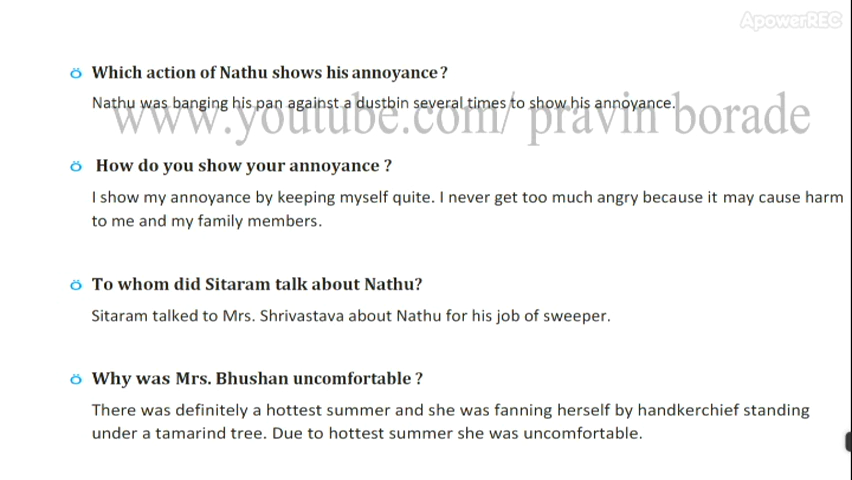 ApowerREC
ö Which action of Nathu shows his annoyance?
Nathu was banging his pan against a dustbin several times to show his annoyance.
www.youtube.com/ pravin borade
ö How do you show your annoyance ?
I show my annoyance by keeping myself quite. I never get too much angry because it may cause harm
to me and my family members.
ö To whom did Sitaram talk about Nathu?
Sitaram talked to Mrs. Shrivastava about Nathu for his job of sweeper.
ö Why was Mrs. Bhushan uncomfortable ?
There was definitely a hottest summer and she was fanning herself by handkerchief standing
under a tamarind tree. Due to hottest summer she was uncomfortable.